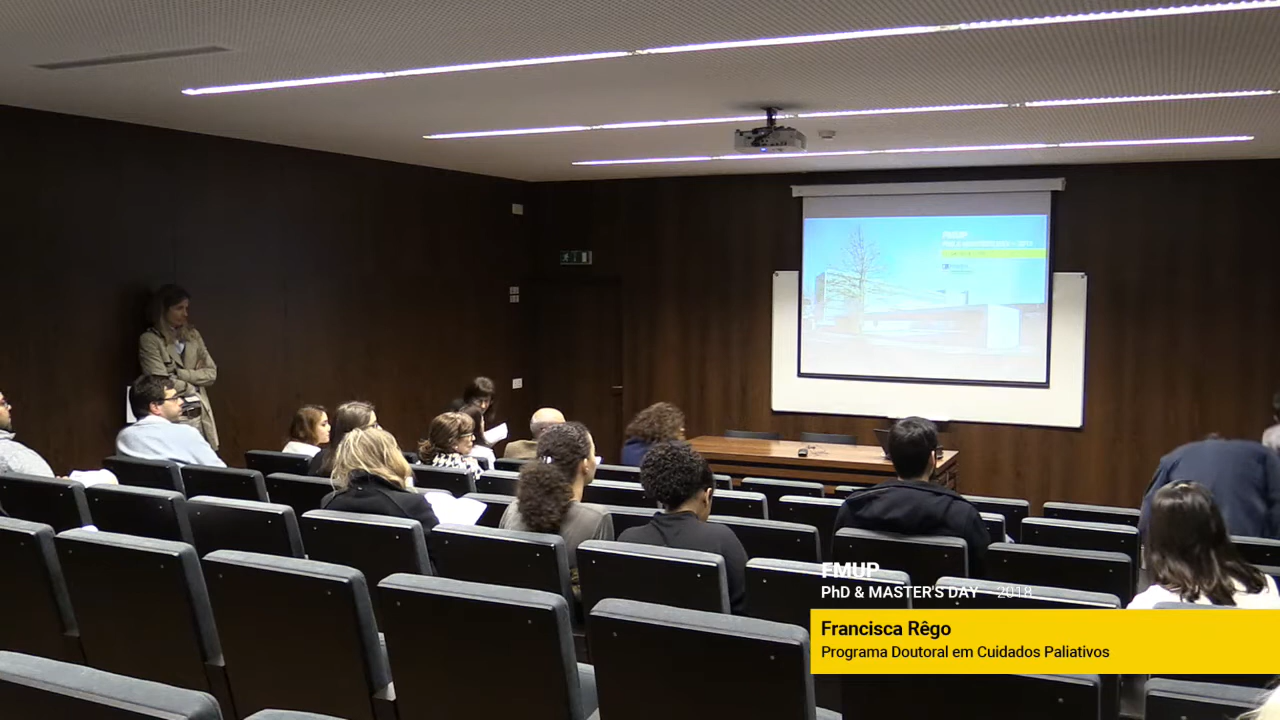 FMUP
PhD & MASTER'S DAY – 2018
Francisca Rêgo
Programa Doutoral em Cuidados Paliativos